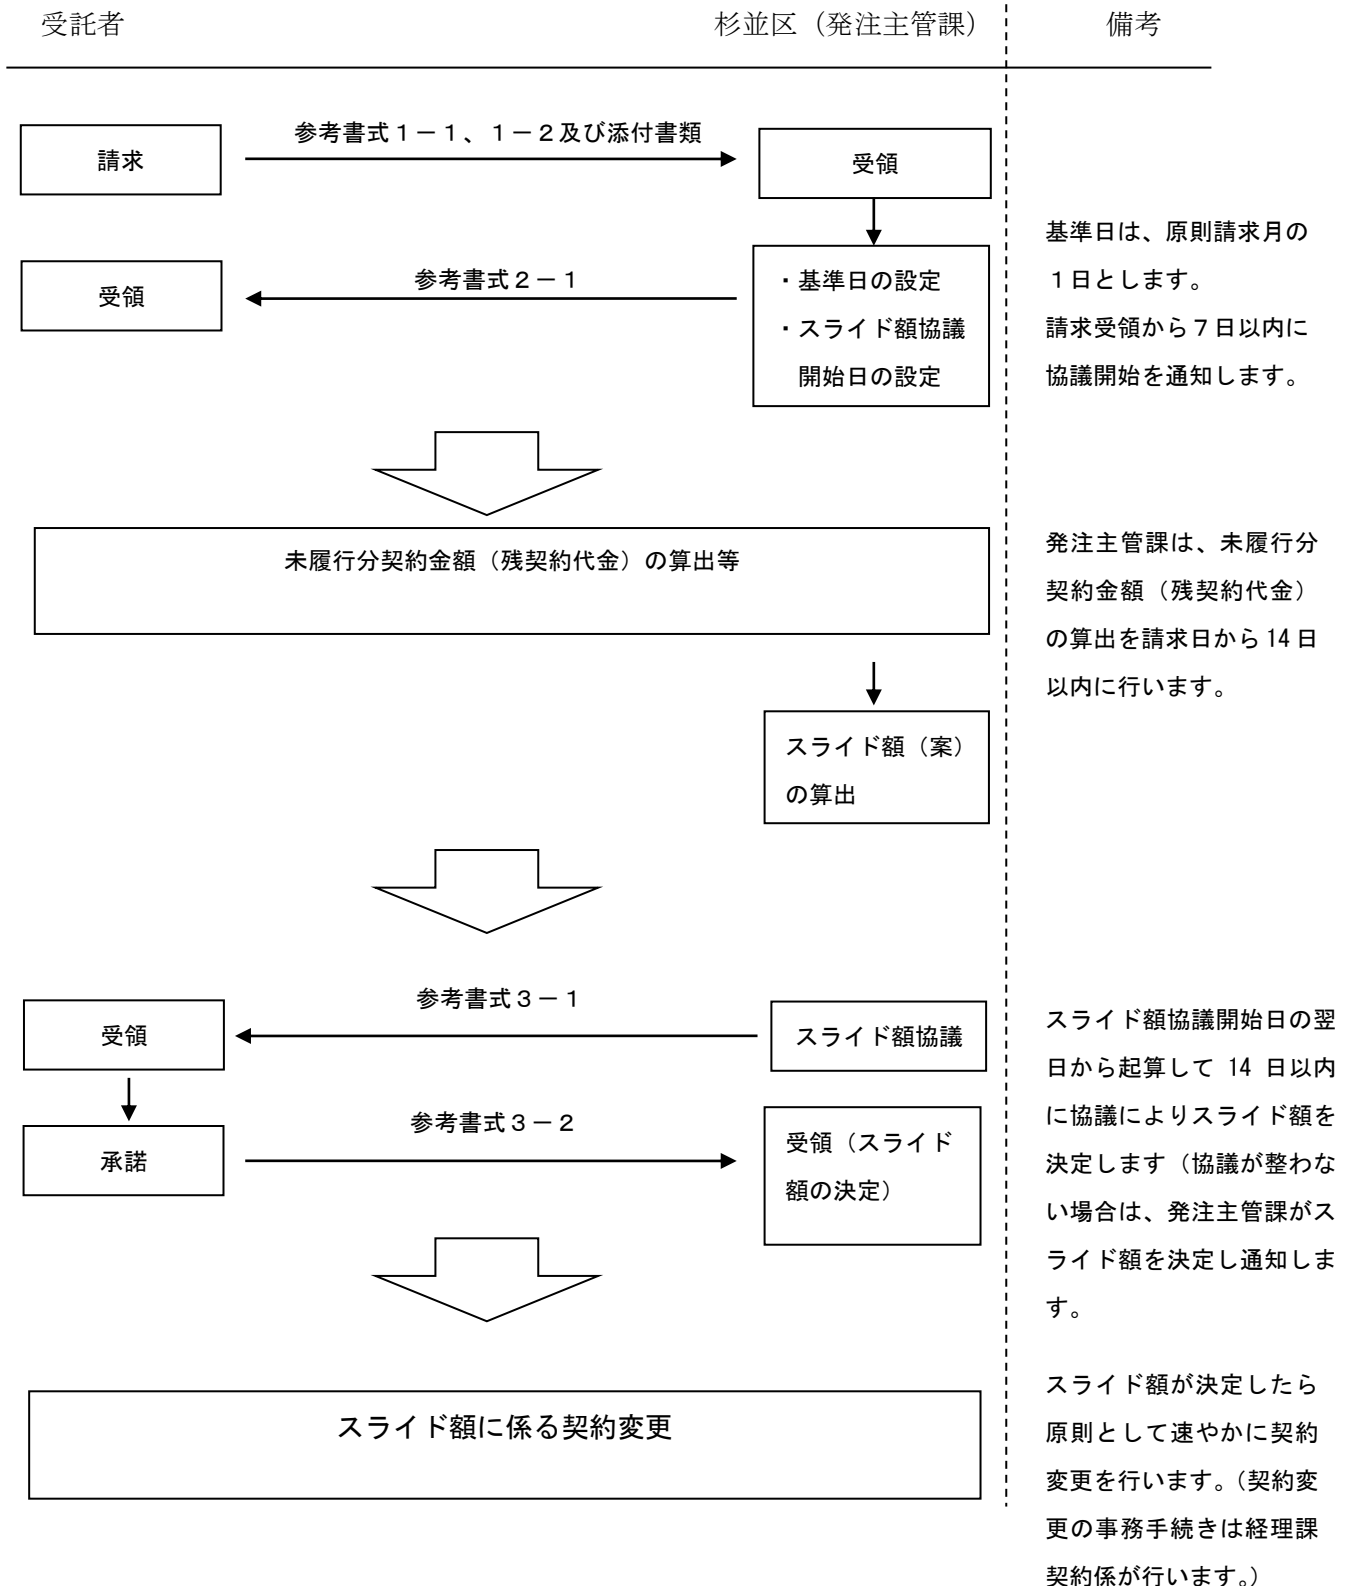 受託者
杉並区（発注主管課）
備考
請求
参考書式１－１、１－２及び添付書類
受領
受領
参考書式２－１
・基準日の設定
・スライド額協議
開始日の設定
基準日は、原則請求月の
１日とします。
請求受領から７日以内に
協議開始を通知します。
未履行分契約金額（残契約代金）の算出等
発注主管課は、未履行分
契約金額（残契約代金）
の算出を請求日から 14 日
以内に行います。
スライド額（案）
の算出
受領
参考書式３－１
スライド額協議
承諾
参考書式３－２
受領（スライド
額の決定）
スライド額協議開始日の翌
日から起算して 14 日以内
に協議によりスライド額を
決定します（協議が整わな
い場合は、発注主管課がス
ライド額を決定し通知しま
す。
スライド額に係る契約変更
スライド額が決定したら
原則として速やかに契約
変更を行います。（契約変
更の事務手続きは経理課
契約係が行います。）